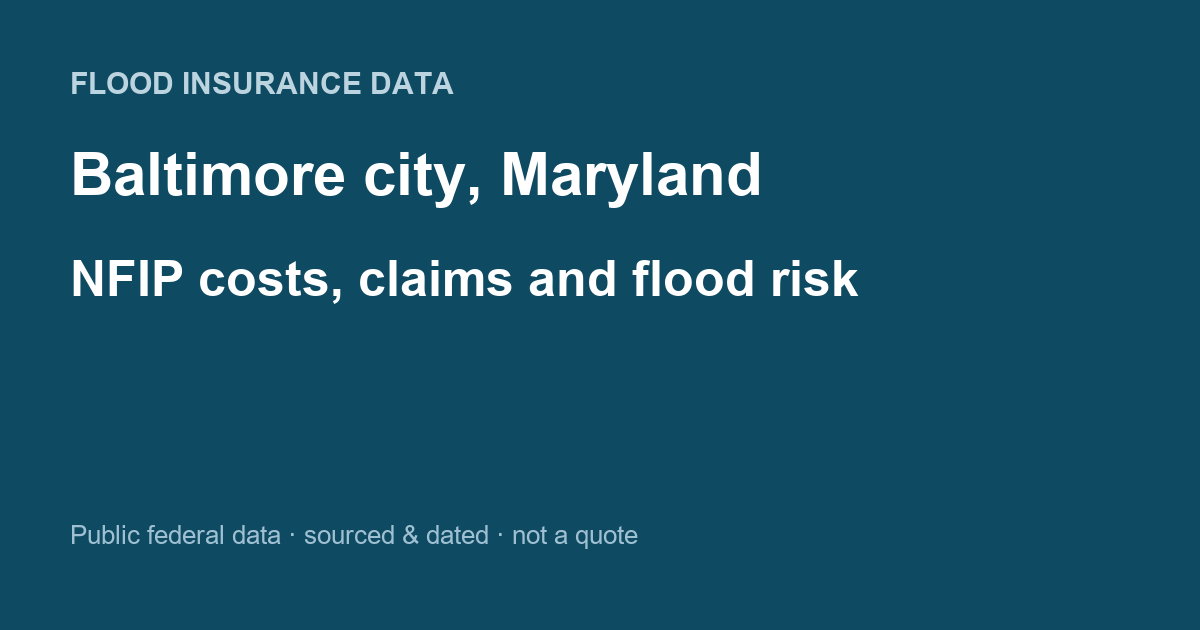 FLOOD INSURANCE DATA
Baltimore city, Maryland
NFIP costs, claims and flood risk
Public federal data · sourced & dated · not a quote